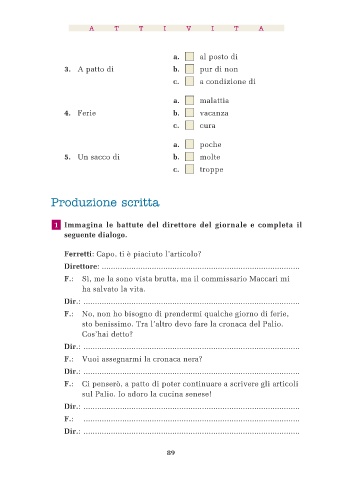 A T T I V I T À
a. al posto di
3. A patto di b. pur di non
c. a condizione di
a. malattia
4. Ferie b. vacanza
c. cura
a. poche
5. Un sacco di b. molte
c. troppe
Produzione scritta
1 Immagina le battute del direttore del giornale e completa il
seguente dialogo.
Ferretti: Capo, ti è piaciuto l'articolo?
Direttore: ....................................................................................
F.: Sì, me la sono vista brutta, ma il commissario Maccari mi
ha salvato la vita.
Dir.: ............................................................................................
F.: No, non ho bisogno di prendermi qualche giorno di ferie,
sto benissimo. Tra l'altro devo fare la cronaca del Palio.
Cos'hai detto?
Dir.: ............................................................................................
F.: Vuoi assegnarmi la cronaca nera?
Dir.: ............................................................................................
F.: Ci penserò, a patto di poter continuare a scrivere gli articoli
sul Palio. Io adoro la cucina senese!
Dir.: ............................................................................................
F.: ............................................................................................
Dir.: ............................................................................................
89